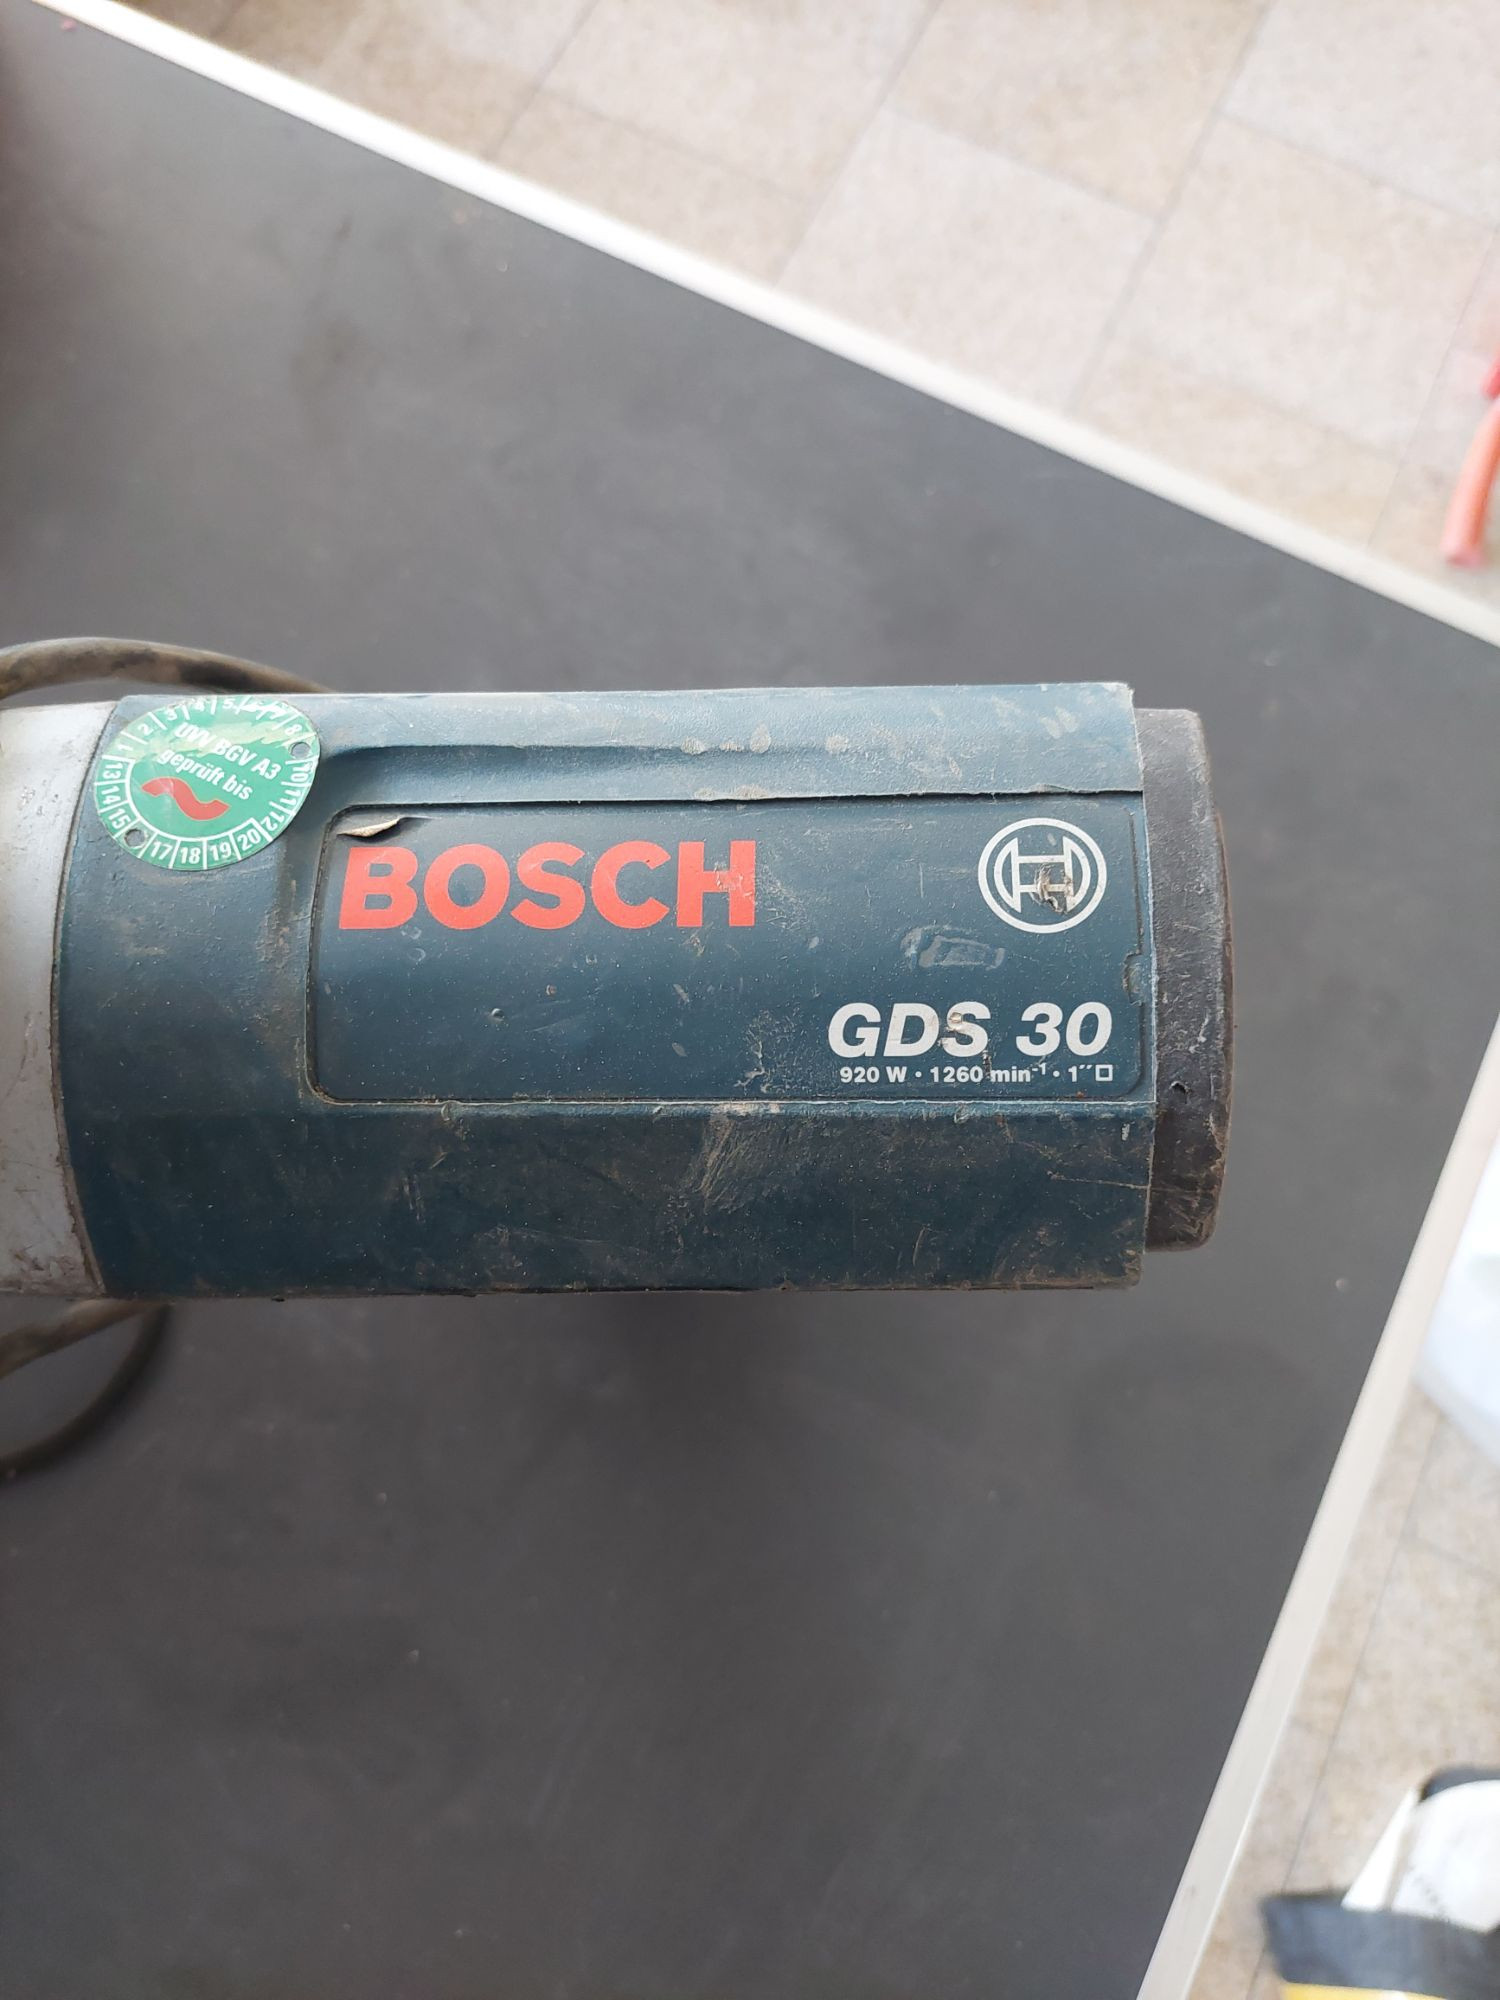 UVV BGV A3
geprüft bis
1 2 3 4 5 6 7 8
10 11 12
13 14 15
17 18 19 20
BOSCH
GDS 30
920 W · 1260 min⁻¹ · 1″□